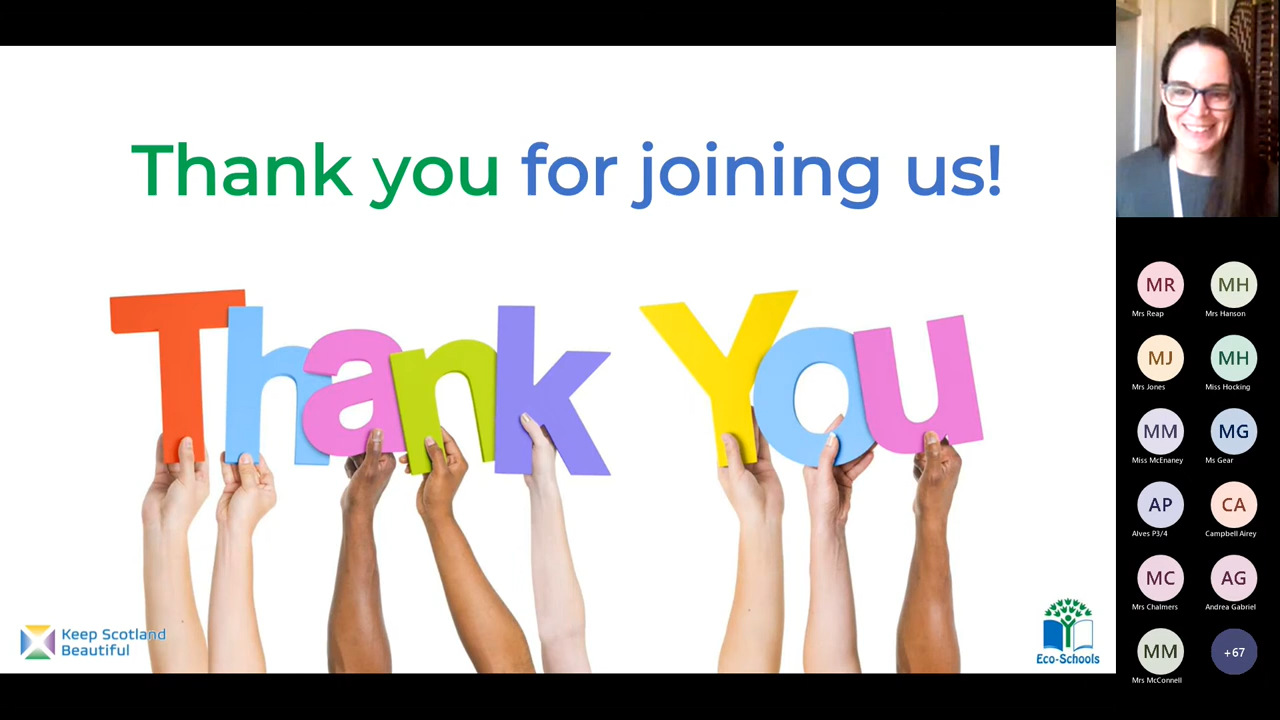 Thank you for joining us!
Thank You
Keep Scotland
Beautiful
Eco-Schools
MR
Mrs Reap
MH
Mrs Hanson
MJ
Mrs Jones
MH
Miss Hocking
MM
Miss McEnaney
MG
Ms Gear
AP
Alves P3/4
CA
Campbell Airey
MC
Mrs Chalmers
AG
Andrea Gabriel
MM
Mrs McConnell
+67